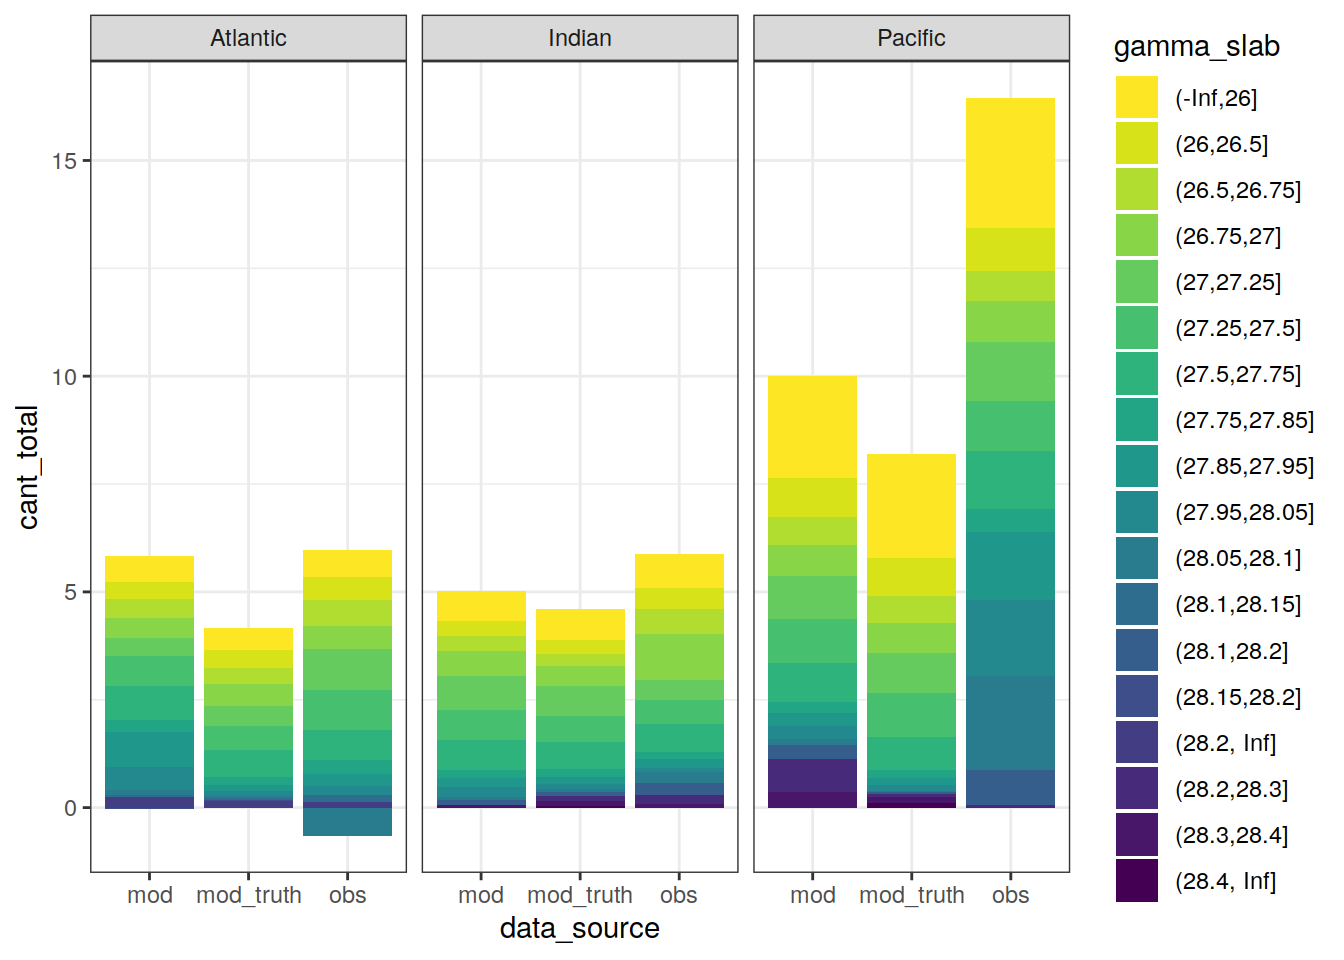 Atlantic
Indian
Pacific
cant_total
15
10
5
0
mod
mod_truth
obs
mod
mod_truth
obs
mod
mod_truth
obs
data_source
gamma_slab
(-Inf,26]
(26,26.5]
(26.5,26.75]
(26.75,27]
(27,27.25]
(27.25,27.5]
(27.5,27.75]
(27.75,27.85]
(27.85,27.95]
(27.95,28.05]
(28.05,28.1]
(28.1,28.15]
(28.1,28.2]
(28.15,28.2]
(28.2, Inf]
(28.2,28.3]
(28.3,28.4]
(28.4, Inf]